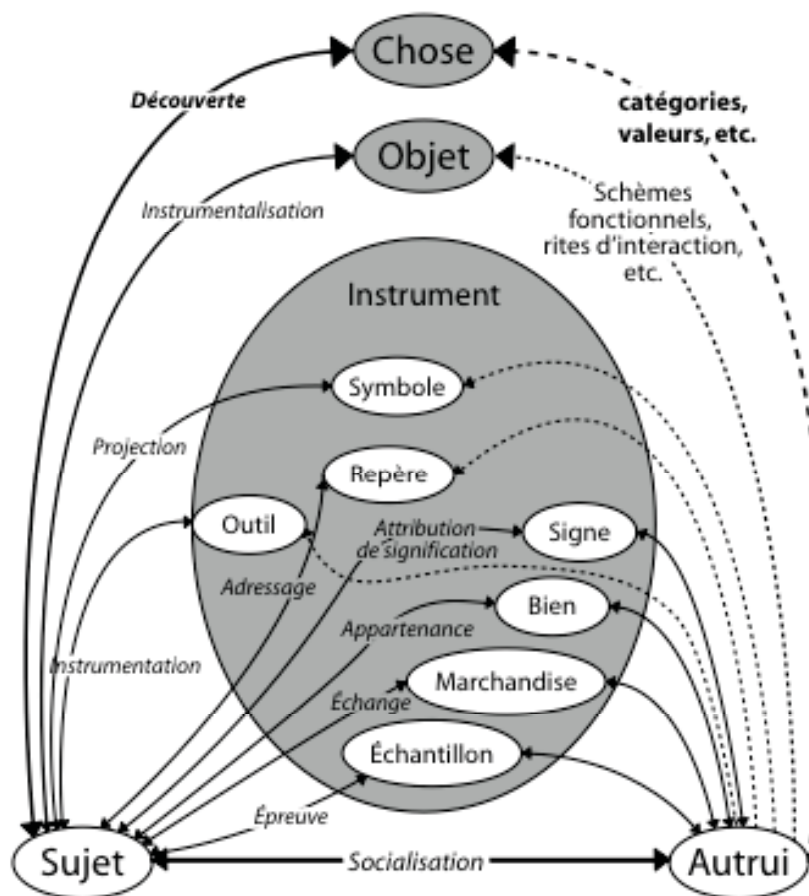 Chose
Découverte
catégories,
valeurs, etc.
Objet
Instrumentalisation
Schèmes
fonctionnels,
rites d'interaction,
etc.
Instrument
Symbole
Projection
Repère
Outil
Attribution
de signification
Signe
Adressage
Bien
Appartenance
Instrumentation
Marchandise
Échange
Échantillon
Épreuve
Sujet
Socialisation
Autrui